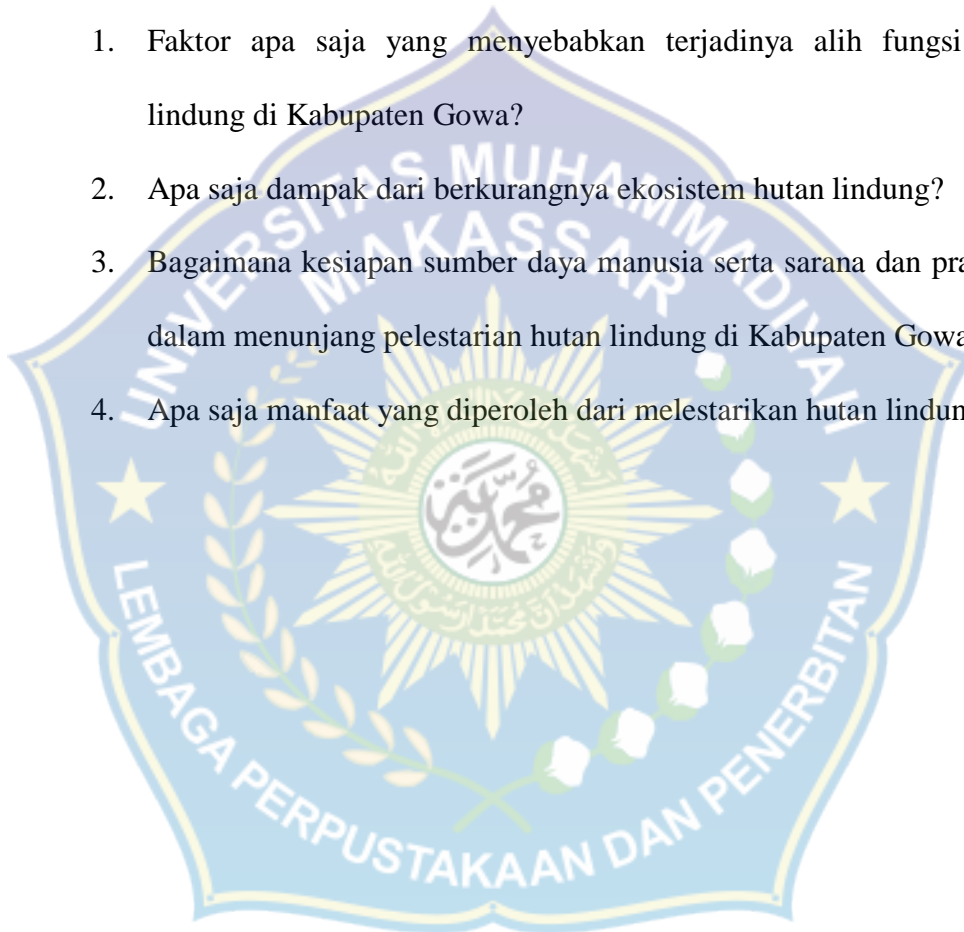 1. Faktor apa saja yang menyebabkan terjadinya alih fungsi
lindung di Kabupaten Gowa?
2. Apa saja dampak dari berkurangnya ekosistem hutan lindung?
3. Bagaimana kesiapan sumber daya manusia serta sarana dan pra
dalam menunjang pelestarian hutan lindung di Kabupaten Gowa
4. Apa saja manfaat yang diperoleh dari melestarikan hutan lindun
UNIVERSITAS MUHAMMADIYAH
MAKASSAR
محمدية
LEMBAGA PERPUSTAKAAN DAN PENERBITAN